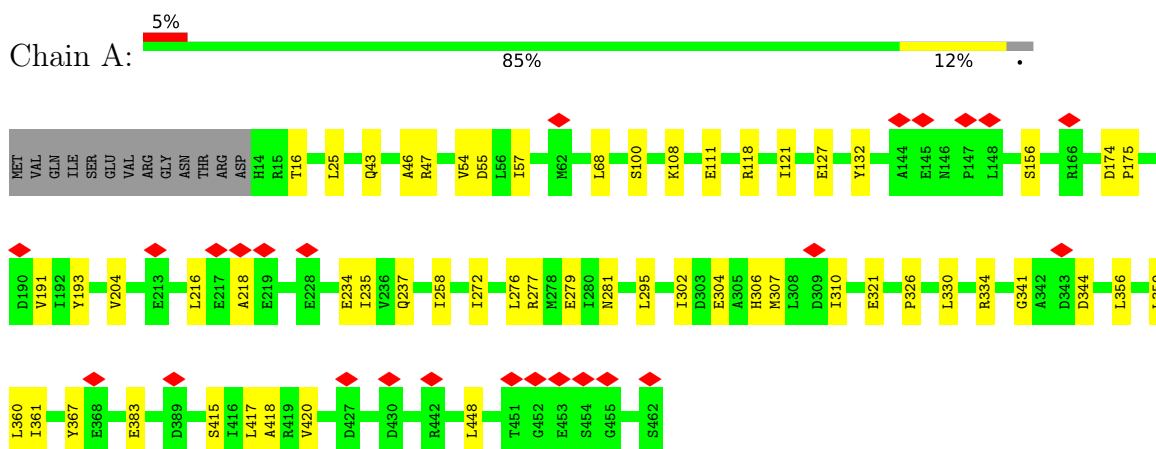 5%
Chain A:
85% 12% •
MET VAL GLN ILE SER GLU VAL ARG GLY ASN THR ARG ASP H14 R15 T16 L25 Q43 A46 R47 V54 D55 L56 I57 M62 L68 S100 K108 E111 R118 I121 E127 Y132 A144 E145 N146 P147 L148 S156 R166 D174 P175
D190 V191 I192 Y193 V204 E213 L216 E217 A218 E219 E228 E234 I235 V236 Q237 I258 I272 L276 R277 M278 E279 I280 N281 L295 I302 D303 E304 A305 H306 M307 L308 D309 I310 E321 P326 L330 R334 G341 A342 D343 D344 L356
L360 I361 Y367 E368 E383 D389 S415 I416 L417 A418 R419 V420 D427 D430 R442 L448 T451 G452 E453 S454 G455 S462